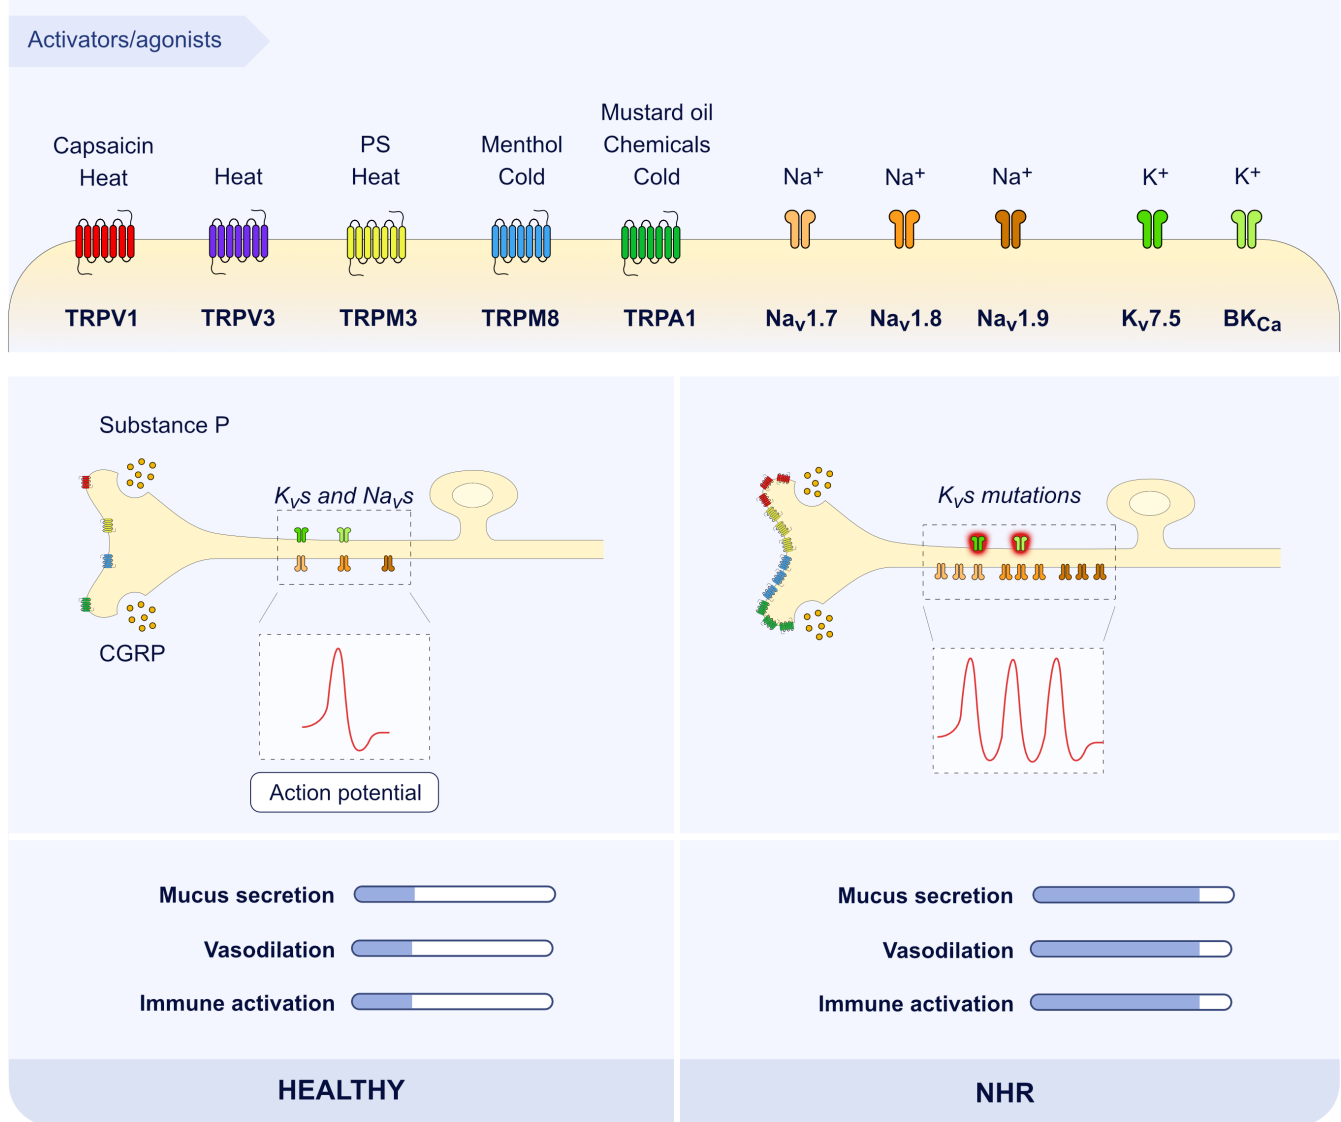 Activators/agonists
Capsaicin
Heat
Heat
PS
Heat
Menthol
Cold
Mustard oil
Chemicals
Cold
Na+
Na+
Na+
K+
K+
TRPV1
TRPV3
TRPM3
TRPM8
TRPA1
Nav1.7
Nav1.8
Nav1.9
Kv7.5
BKCa
Substance P
KVs and NaVs
CGRP
Action potential
KVs mutations
Mucus secretion
Vasodilation
Immune activation
HEALTHY
Mucus secretion
Vasodilation
Immune activation
NHR